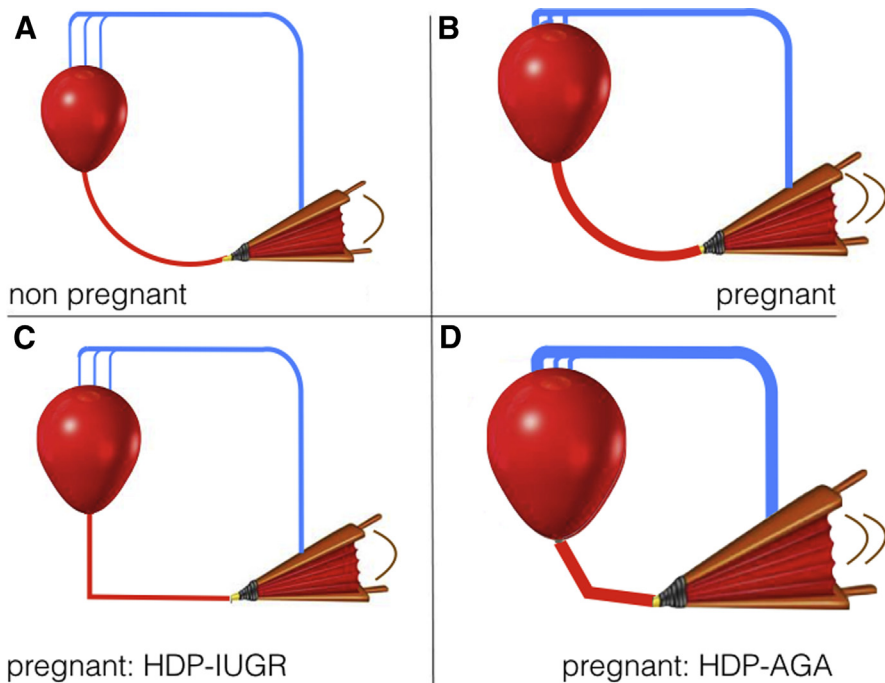 A
B
non pregnant
pregnant
C
D
pregnant: HDP-IUGR
pregnant: HDP-AGA